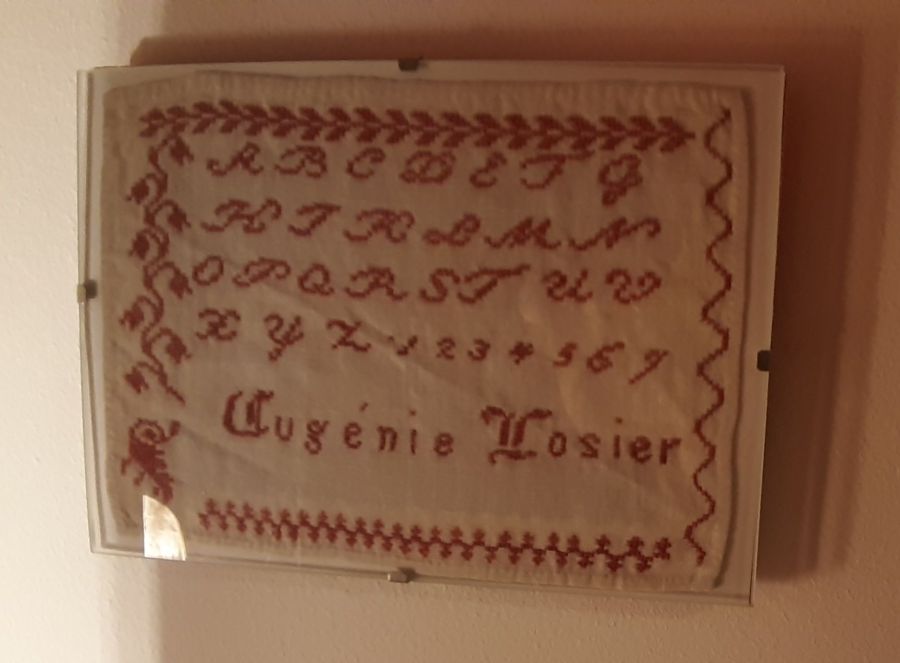 A B C D E F G
H I K L M N
O P Q R S T U V
X Y Z 1 2 3 4 5 6 7
Eugénie Losier